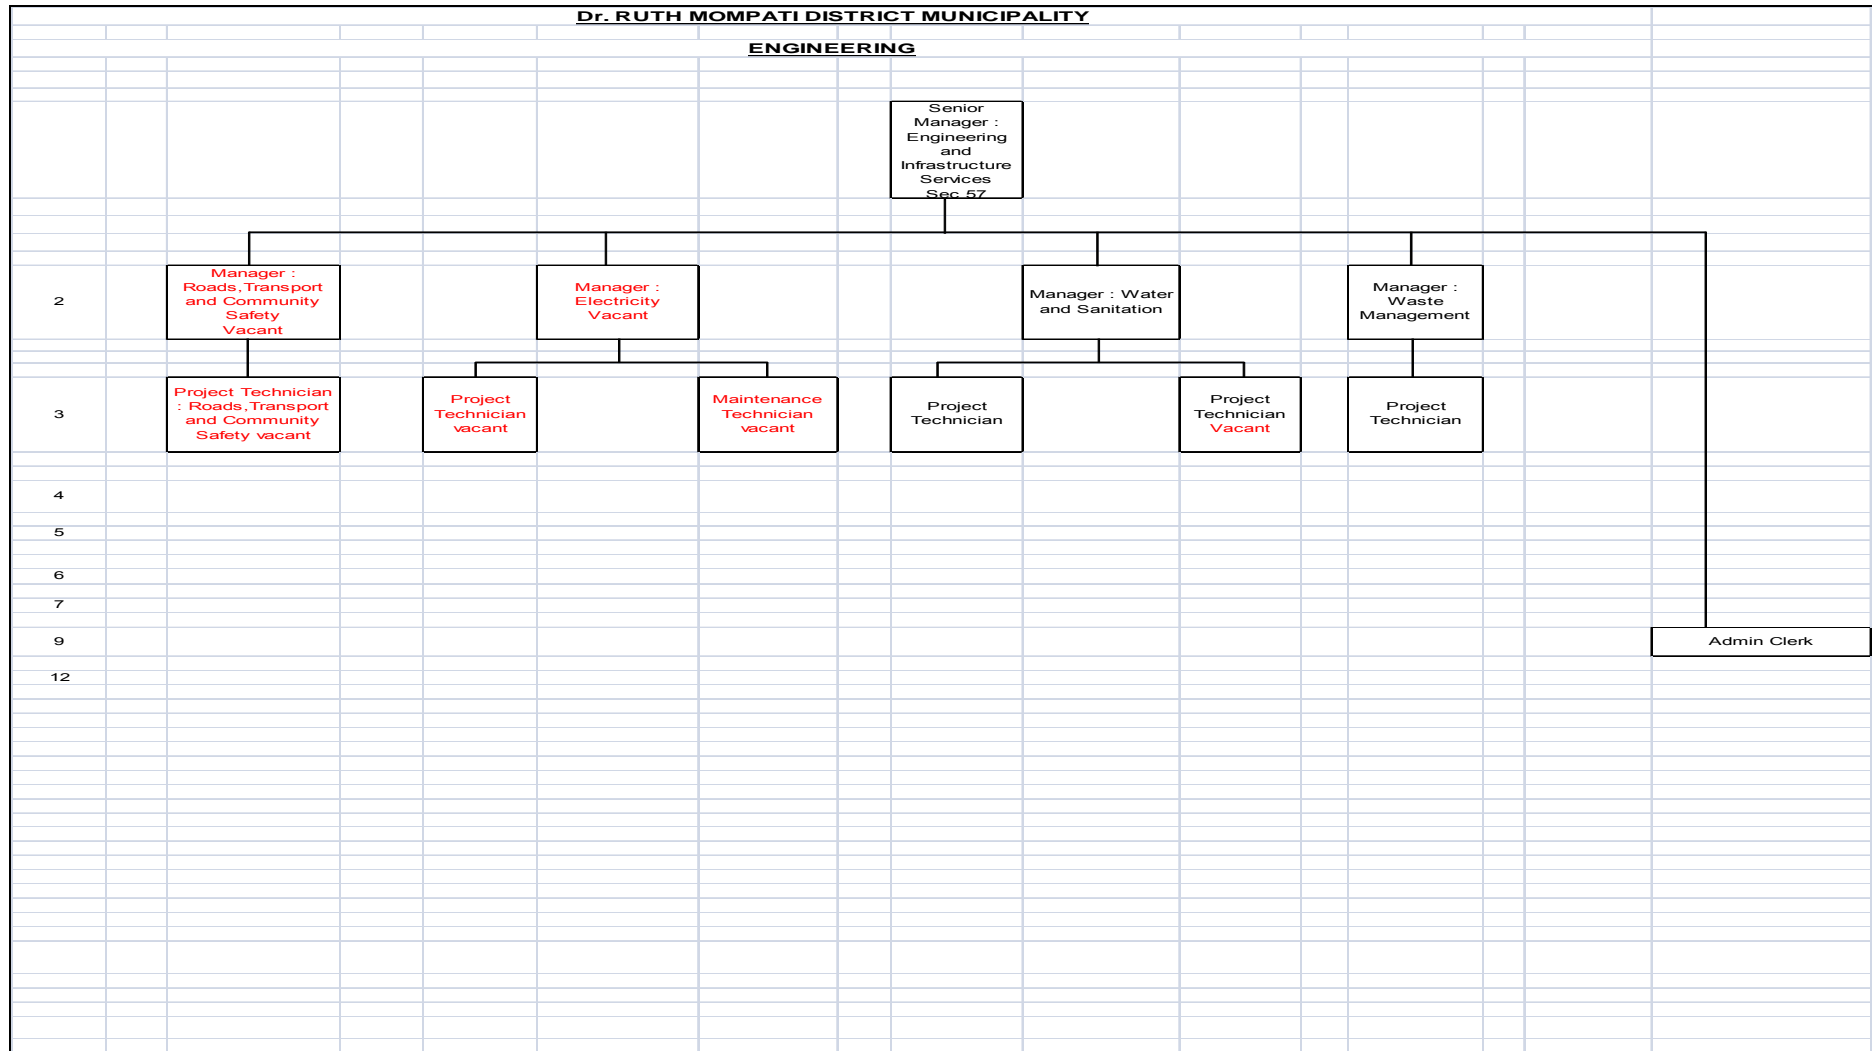 Dr. RUTH MOMPATI DISTRICT MUNICIPALITY
ENGINEERING
Senior
Manager :
Engineering
and
Infrastructure
Services
Sec 57
2
Manager :
Roads,Transport
and Community
Safety
Vacant
Manager :
Electricity
Vacant
Manager : Water
and Sanitation
Manager :
Waste
Management
3
Project Technician
: Roads,Transport
and Community
Safety vacant
Project
Technician
vacant
Maintenance
Technician
vacant
Project
Technician
Project
Technician
Vacant
Project
Technician
4
5
6
7
9
Admin Clerk
12